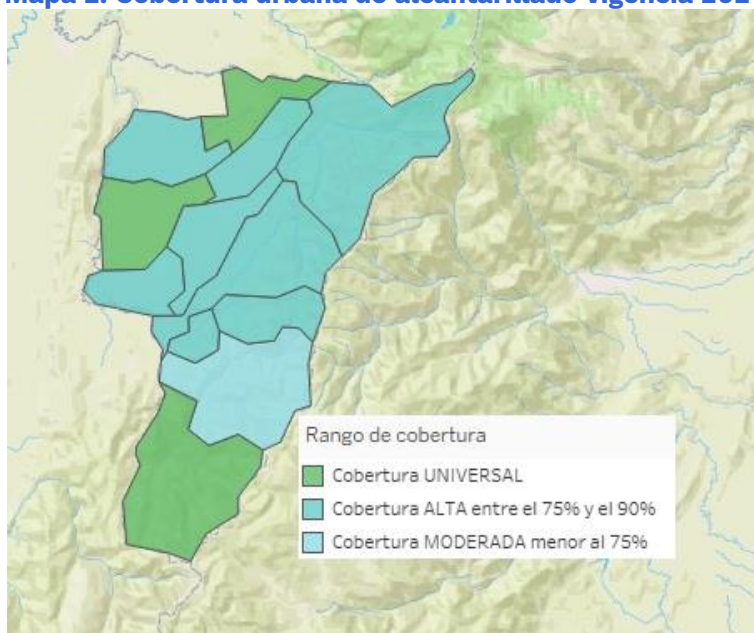 Mapa 2. Cobertura urbana de alcantarillado vigencia 202
Rango de cobertura
Cobertura UNIVERSAL
Cobertura ALTA entre el 75% y el 90%
Cobertura MODERADA menor al 75%